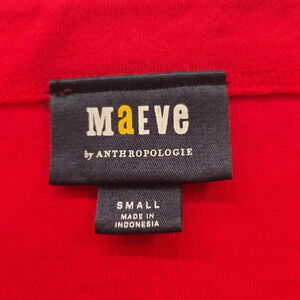 MaEVe
by ANTHROPOLOGIE
SMALL
MADE IN
INDONESIA